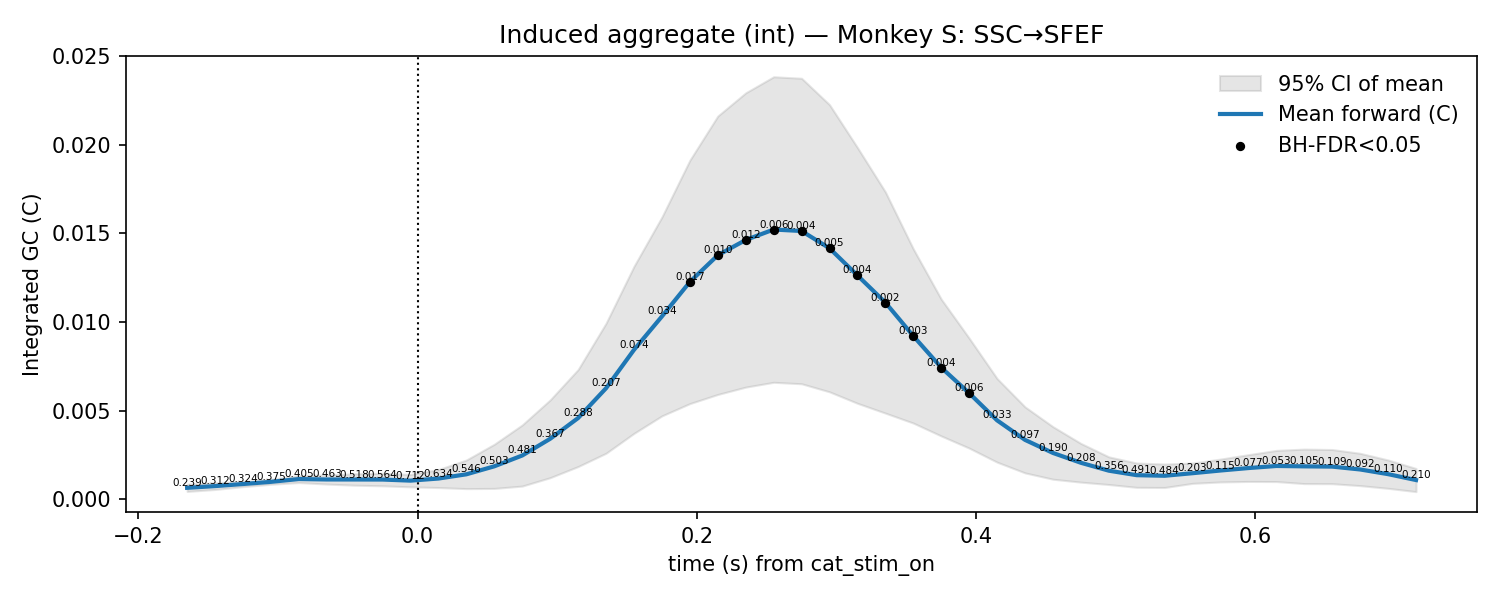 Induced aggregate (int) — Monkey S: SSC→SFEF
0.025
0.020
0.015
0.010
0.005
0.000
Integrated GC (C)
95% CI of mean
Mean forward (C)
BH-FDR<0.05
0.239 0.312 0.324 0.375 0.405 0.463 0.518 0.564 0.712 0.634 0.546 0.503 0.481 0.367 0.288 0.207 0.074 0.034 0.017 0.010 0.012 0.006 0.004 0.005 0.004 0.002 0.003 0.004 0.006 0.033 0.097 0.190 0.208 0.356 0.491 0.484 0.203 0.115 0.077 0.053 0.105 0.109 0.092 0.110 0.210
−0.2 0.0 0.2 0.4 0.6
time (s) from cat_stim_on